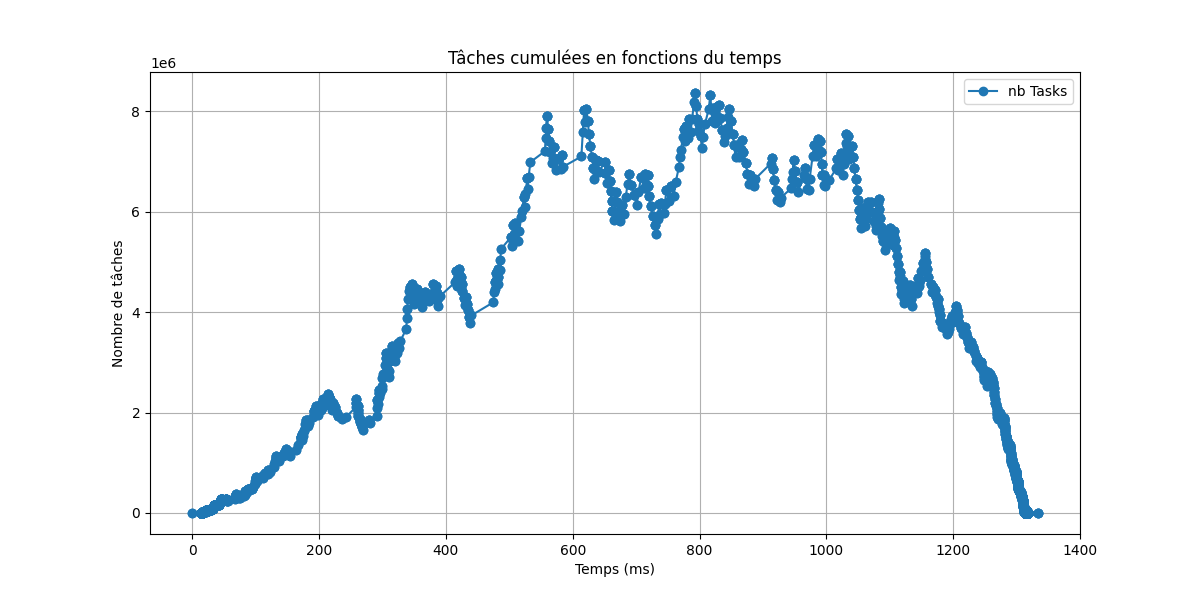 Tâches cumulées en fonctions du temps
1e6
nb Tasks
8
6
4
2
0
Nombre de tâches
0 200 400 600 800 1000 1200 1400
Temps (ms)